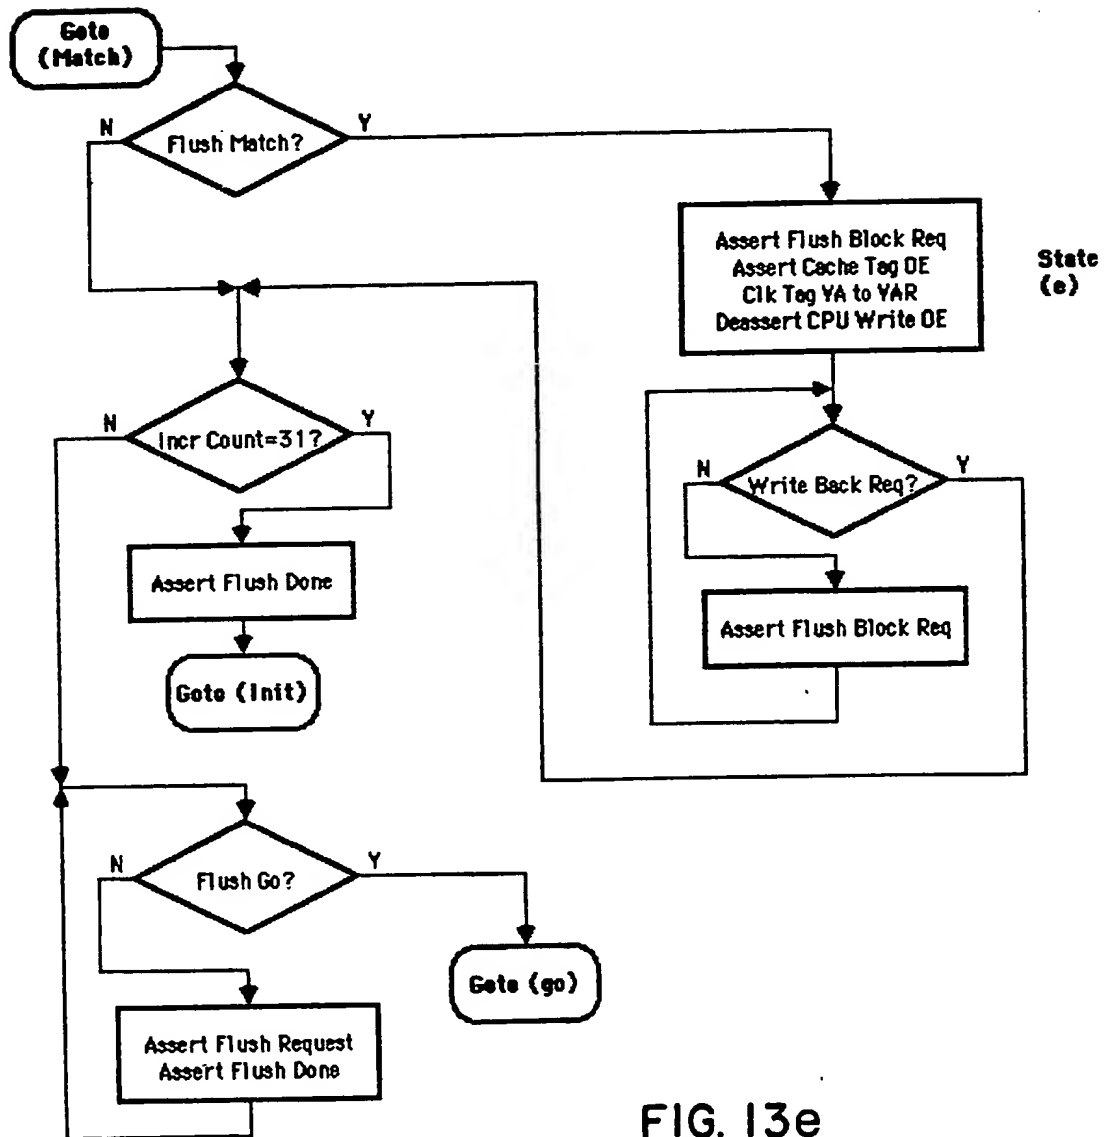 Goto
(Match)
N
Flush Match?
Y
Assert Flush Block Req
Assert Cache Tag OE
Clk Tag VA to VAR
Deassert CPU Write OE
State
(e)
N
Incr Count=31?
Y
N
Write Back Req?
Y
Assert Flush Done
Assert Flush Block Req
Goto (Init)
N
Flush Go?
Y
Goto (go)
Assert Flush Request
Assert Flush Done
FIG. 13e